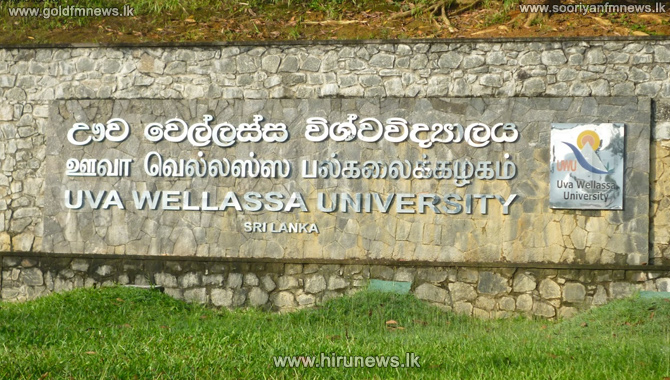 www.goldfmnews.lk
www.sooriyanfmnews.lk
ඌව වෙල්ලස්ස විශ්වවිද්‍යාලය
ஊவா வெல்லஸ்ஸ பல்கலைக்கழகம்
UVA WELLASSA UNIVERSITY
SRI LANKA
UWU
Uva Wellassa
University
www.hirunews.lk